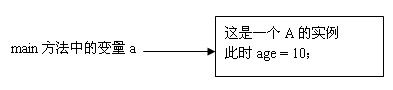 main 方法中的变量 a
这是一个 A 的实例
此时 age = 10；